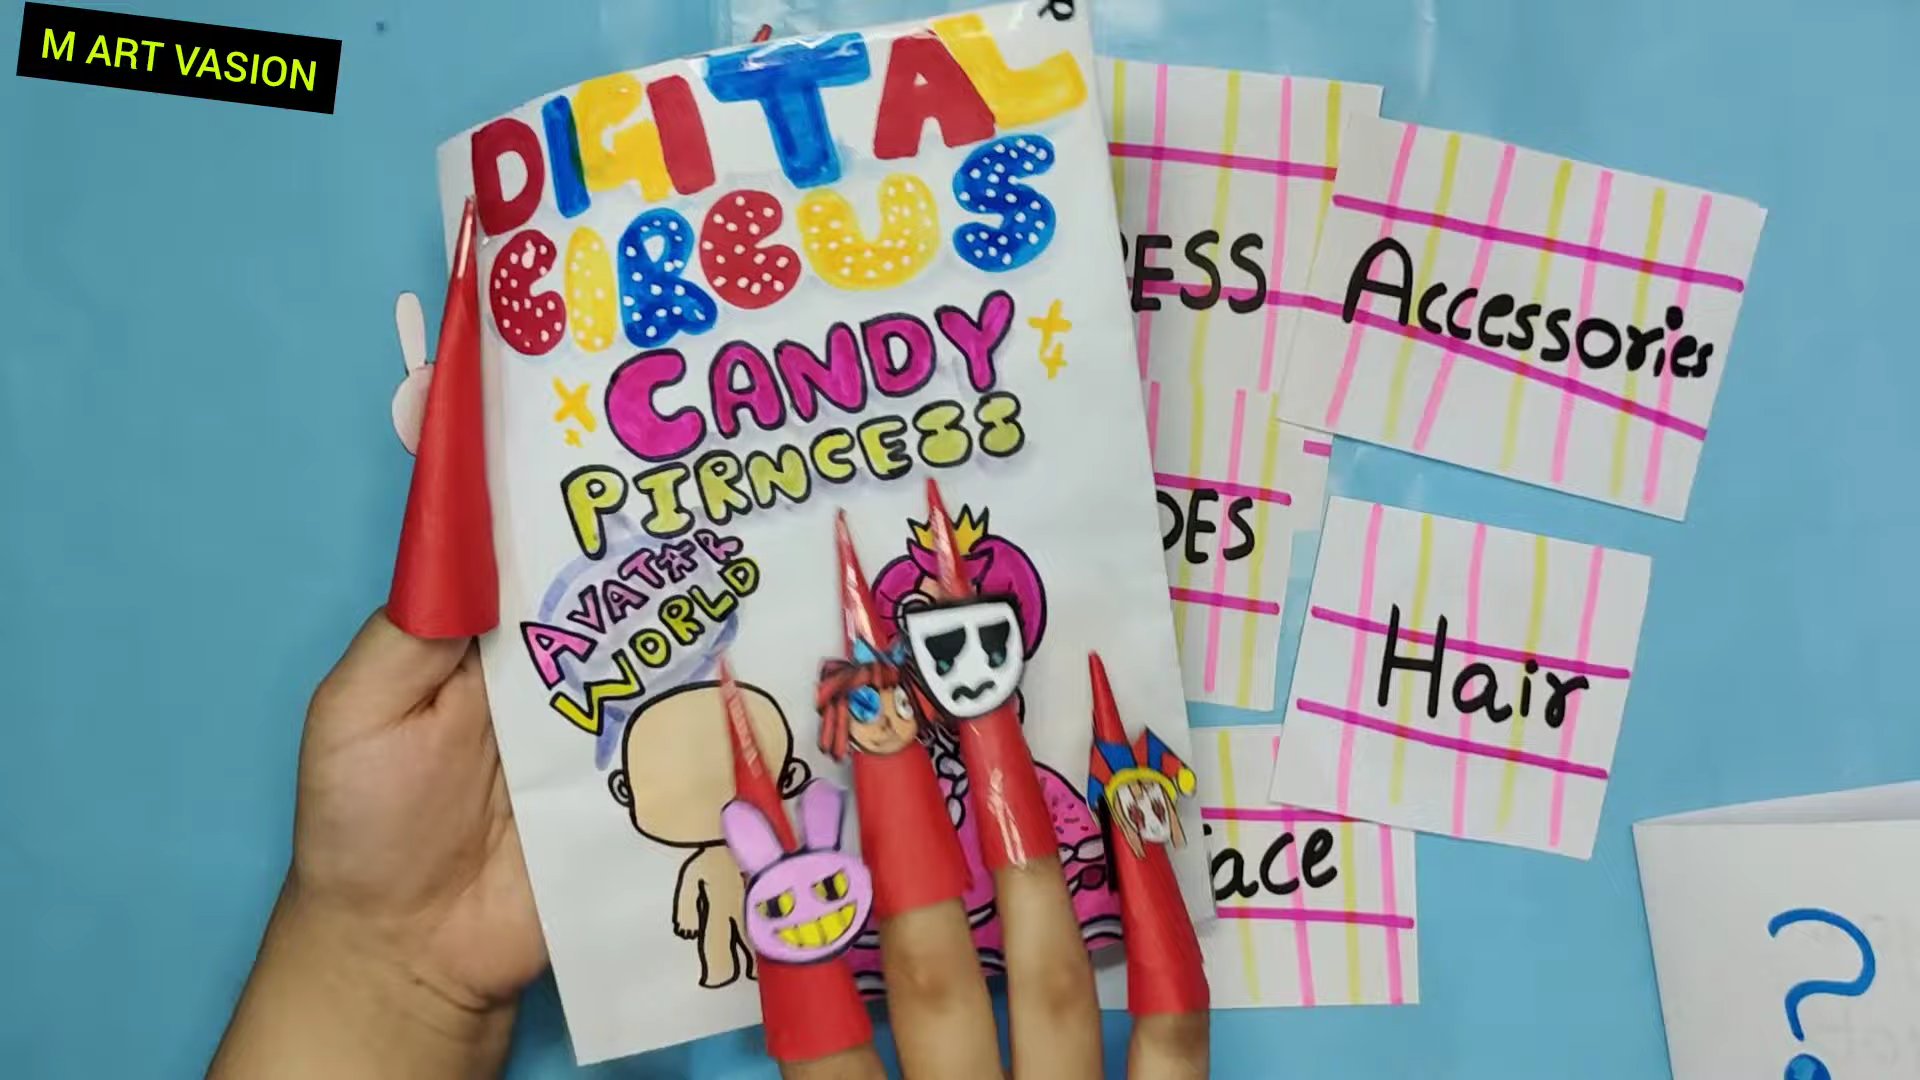 M ART VASION
DIGITAL
CIRCUS
CANDY
PIRNCESS
AVATAR
WORLD
ESS
Accessories
DES
Hair
ace
?